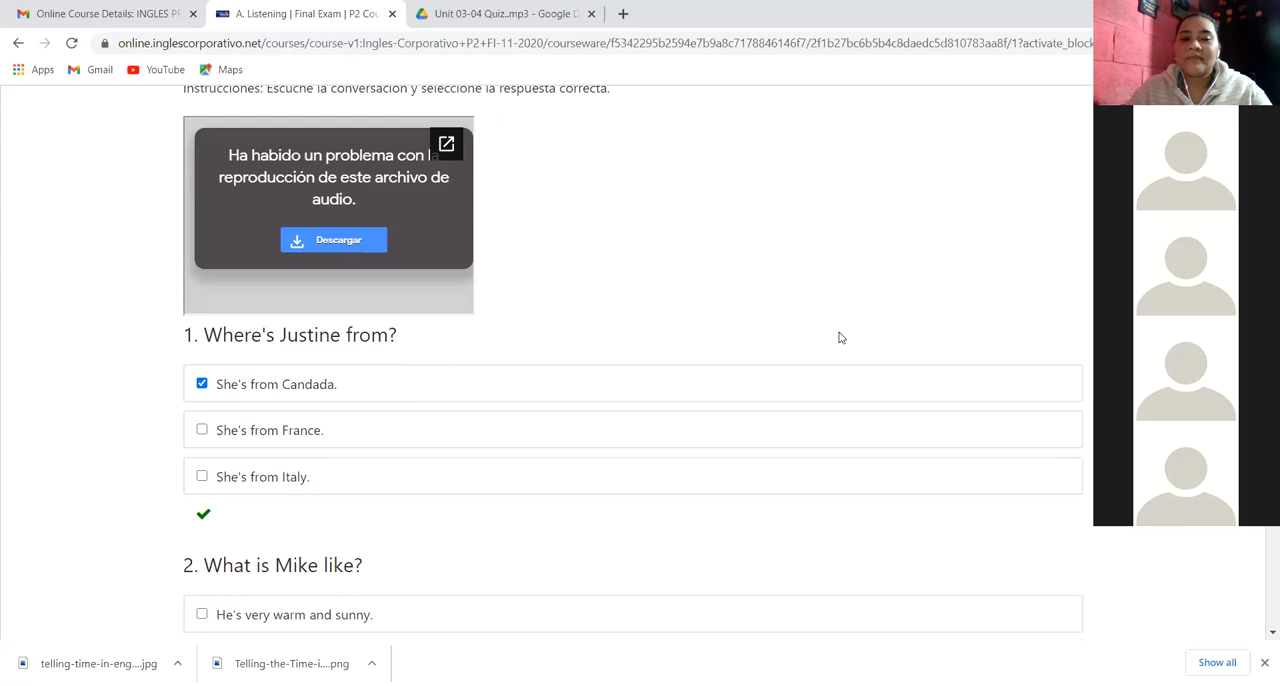 Online Course Details: INGLES PF
A. Listening | Final Exam | P2 Cou
Unit 03-04 Quiz..mp3 - Google D
online.inglescorporativo.net/courses/course-v1:Ingles-Corporativo+P2+FI-11-2020/courseware/f5342295b2594e7b9a8c7178846146f7/2f1b27bc6b5b4c8daedc5d810783aa8f/1?activate_block
Apps Gmail YouTube Maps
Instrucciones: Escuche la conversación y seleccione la respuesta correcta.
Ha habido un problema con la
reproducción de este archivo de
audio.
Descargar
1. Where's Justine from?
She's from Candada.
She's from France.
She's from Italy.
2. What is Mike like?
He's very warm and sunny.
telling-time-in-eng....jpg
Telling-the-Time-i....png
Show all